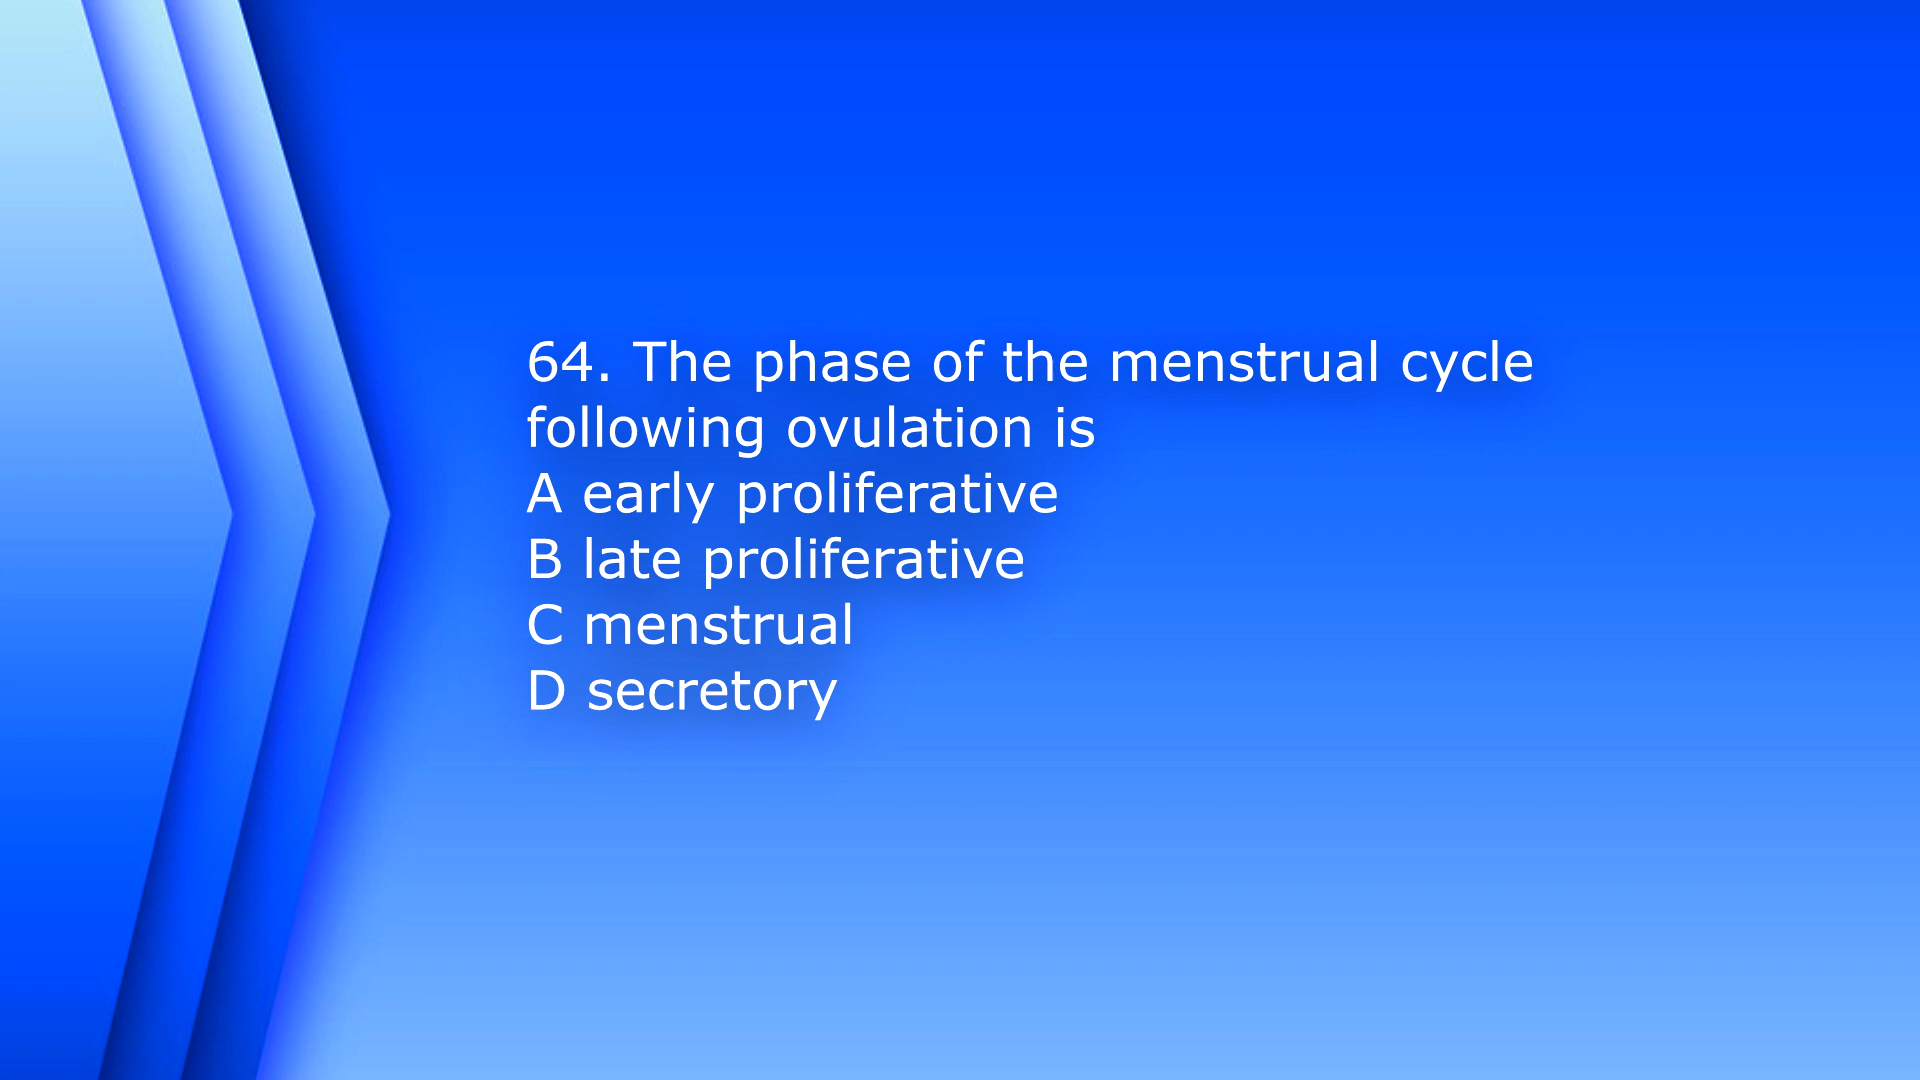 64. The phase of the menstrual cycle
following ovulation is
A early proliferative
B late proliferative
C menstrual
D secretory